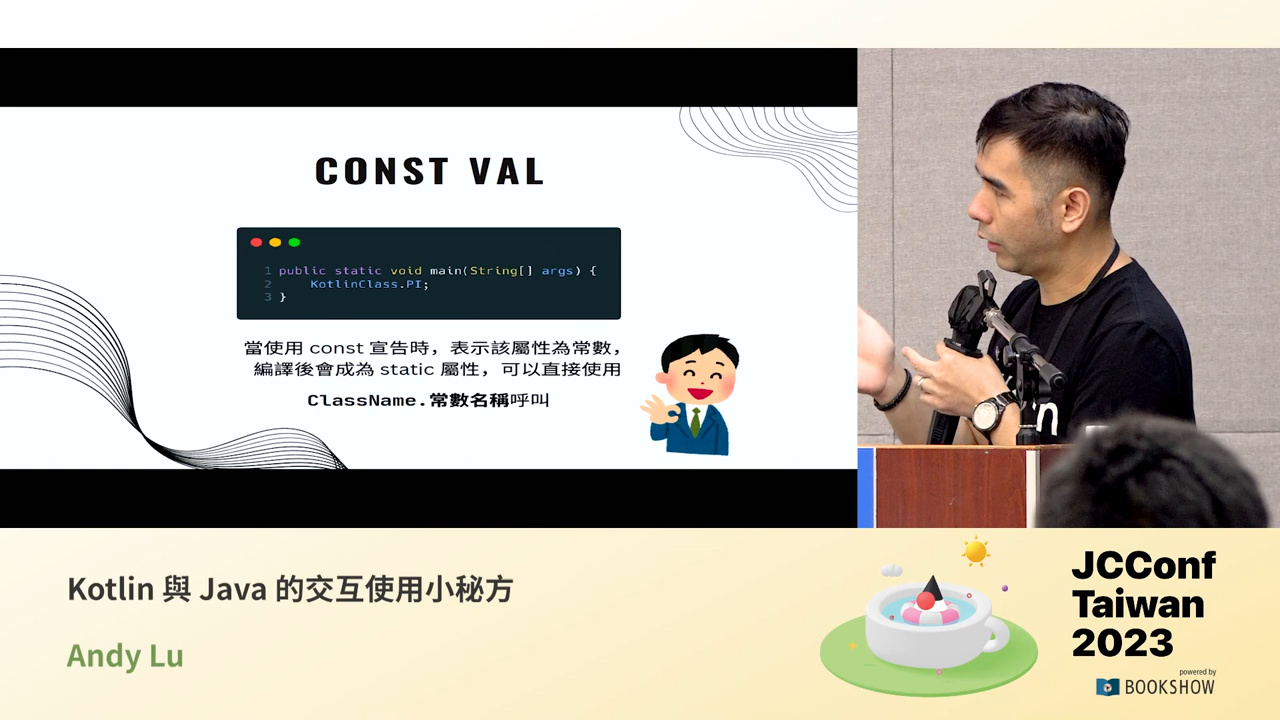 CONST VAL
1 public static void main(String[] args) {
2     KotlinClass.PI;
3 }
當使用 const 宣告時，表示該屬性為常數，
編譯後會成為 static 屬性，可以直接使用
ClassName.常數名稱呼叫
Kotlin 與 Java 的交互使用小秘方
Andy Lu
JCConf
Taiwan
2023
powered by
BOOKSHOW